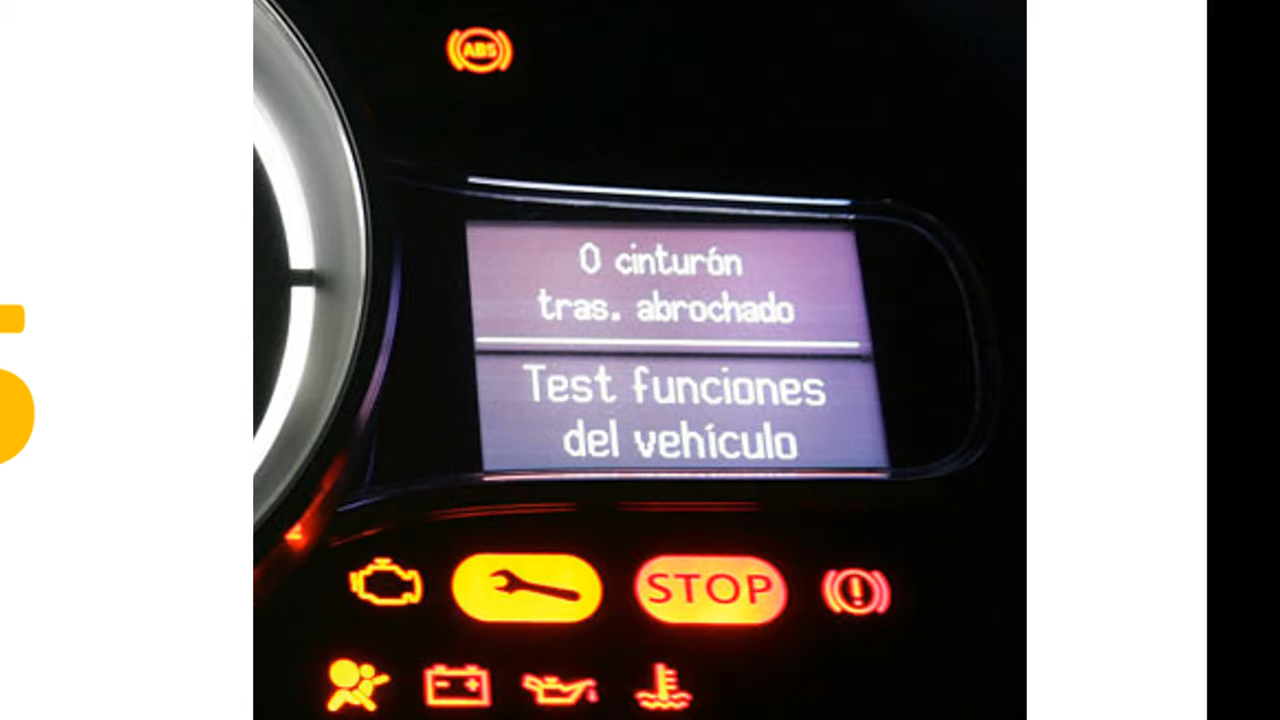 ABS
0 cinturón
tras. abrochado
Test funciones
del vehículo
STOP